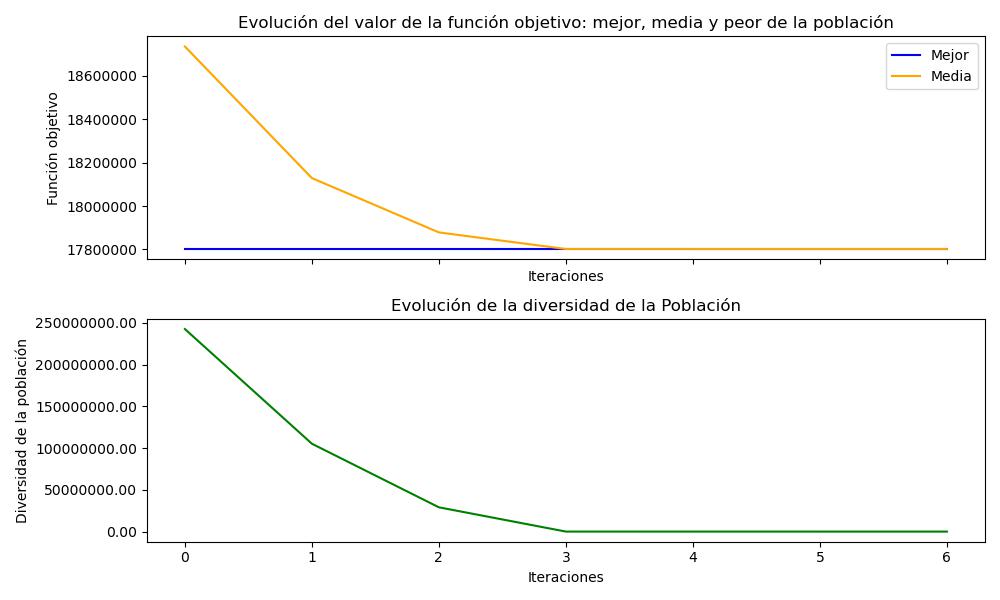 Evolución del valor de la función objetivo: mejor, media y peor de la población
Función objetivo
18600000
18400000
18200000
18000000
17800000
Mejor
Media
Iteraciones
Evolución de la diversidad de la Población
Diversidad de la población
250000000.00
200000000.00
150000000.00
100000000.00
50000000.00
0.00
0 1 2 3 4 5 6
Iteraciones